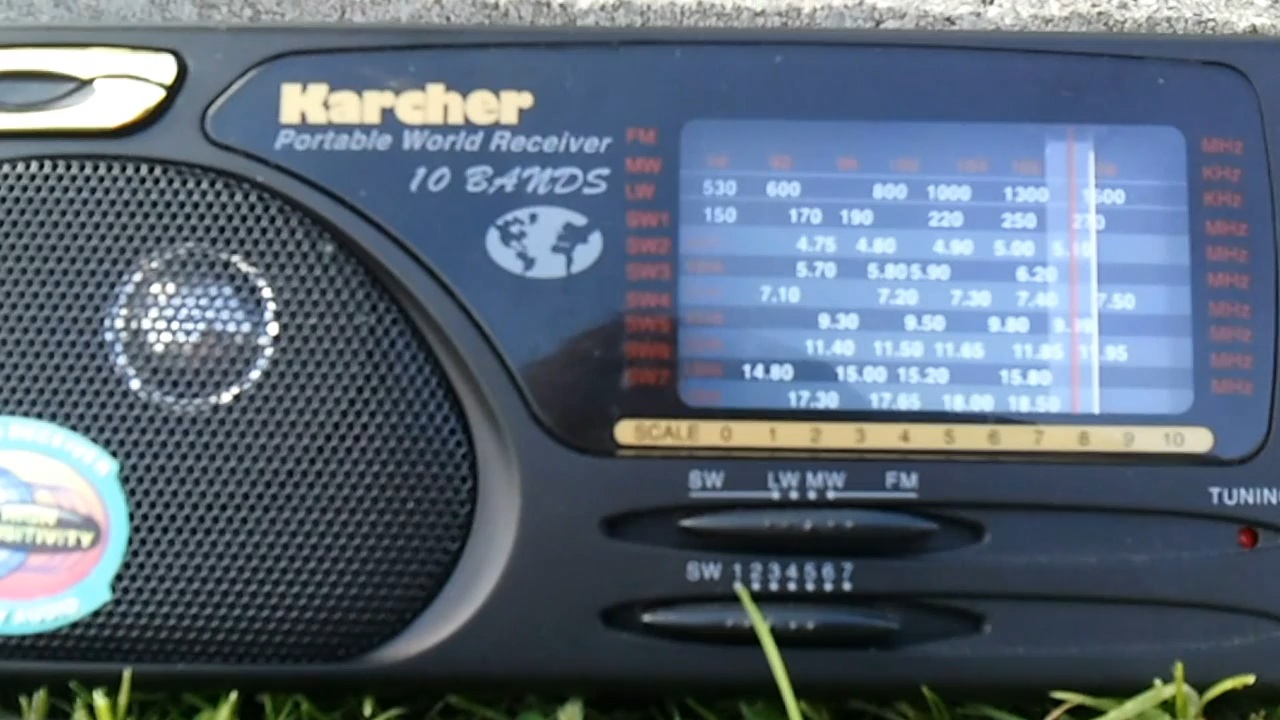 Karcher
Portable World Receiver
10 BANDS
FM MHz
MW KHz
LW 530 600 800 1000 1300 KHz
SW1 150 170 190 220 250 MHz
SW2 4.75 4.80 4.90 5.00 MHz
SW3 5.70 5.80 5.90 6.20 MHz
SW4 7.10 7.20 7.30 7.40 7.50 MHz
SW5 9.30 9.50 9.80 MHz
SW6 11.40 11.50 11.65 11.85 11.95 MHz
SW7 14.80 15.00 15.20 15.80 MHz
17.30 17.65 18.00 18.50
SCALE 0 1 2 3 4 5 6 7 8 9 10
SW LW MW FM
TUNIN
SW 1 2 3 4 5 6 7